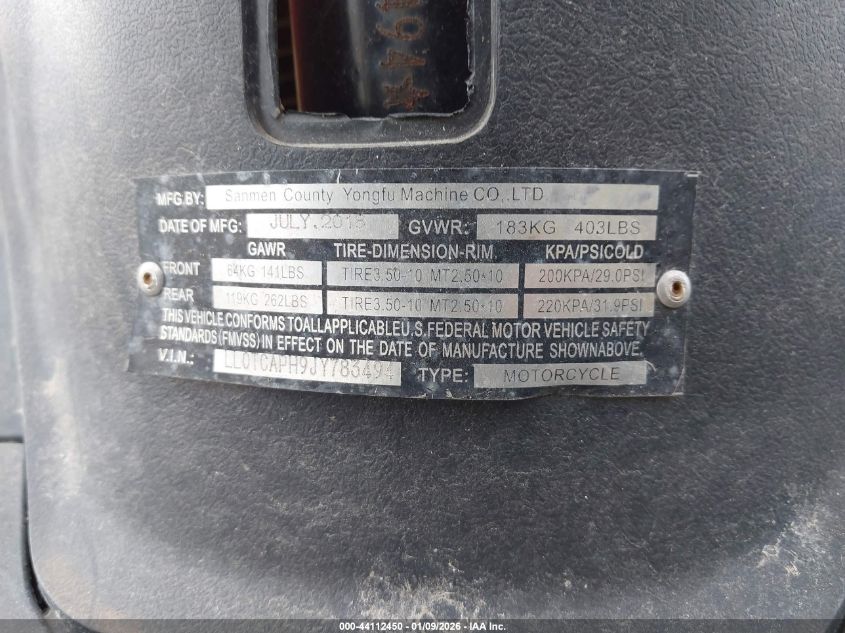 494★
MFG.BY: Sanmen County Yongfu Machine CO,.LTD
DATE OF MFG: JULY.2018 GVWR: 183KG 403LBS
GAWR TIRE-DIMENSION-RIM KPA/PSICOLD
FRONT 64KG 141LBS TIRE3.50-10 MT2.50*10 200KPA/29.0PSI
REAR 119KG 262LBS TIRE3.50-10 MT2.50*10 220KPA/31.9PSI
THIS VEHICLE CONFORMS TOALLAPPLICABLEU,S,FEDERAL MOTOR VEHICLE SAFETY
STANDARDS (FMVSS) IN EFFECT ON THE DATE OF MANUFACTURE SHOWNABOVE.
V.I.N.: LL0TCAPH9JY783494 TYPE: MOTORCYCLE
000-44112450 - 01/09/2026 - IAA Inc.